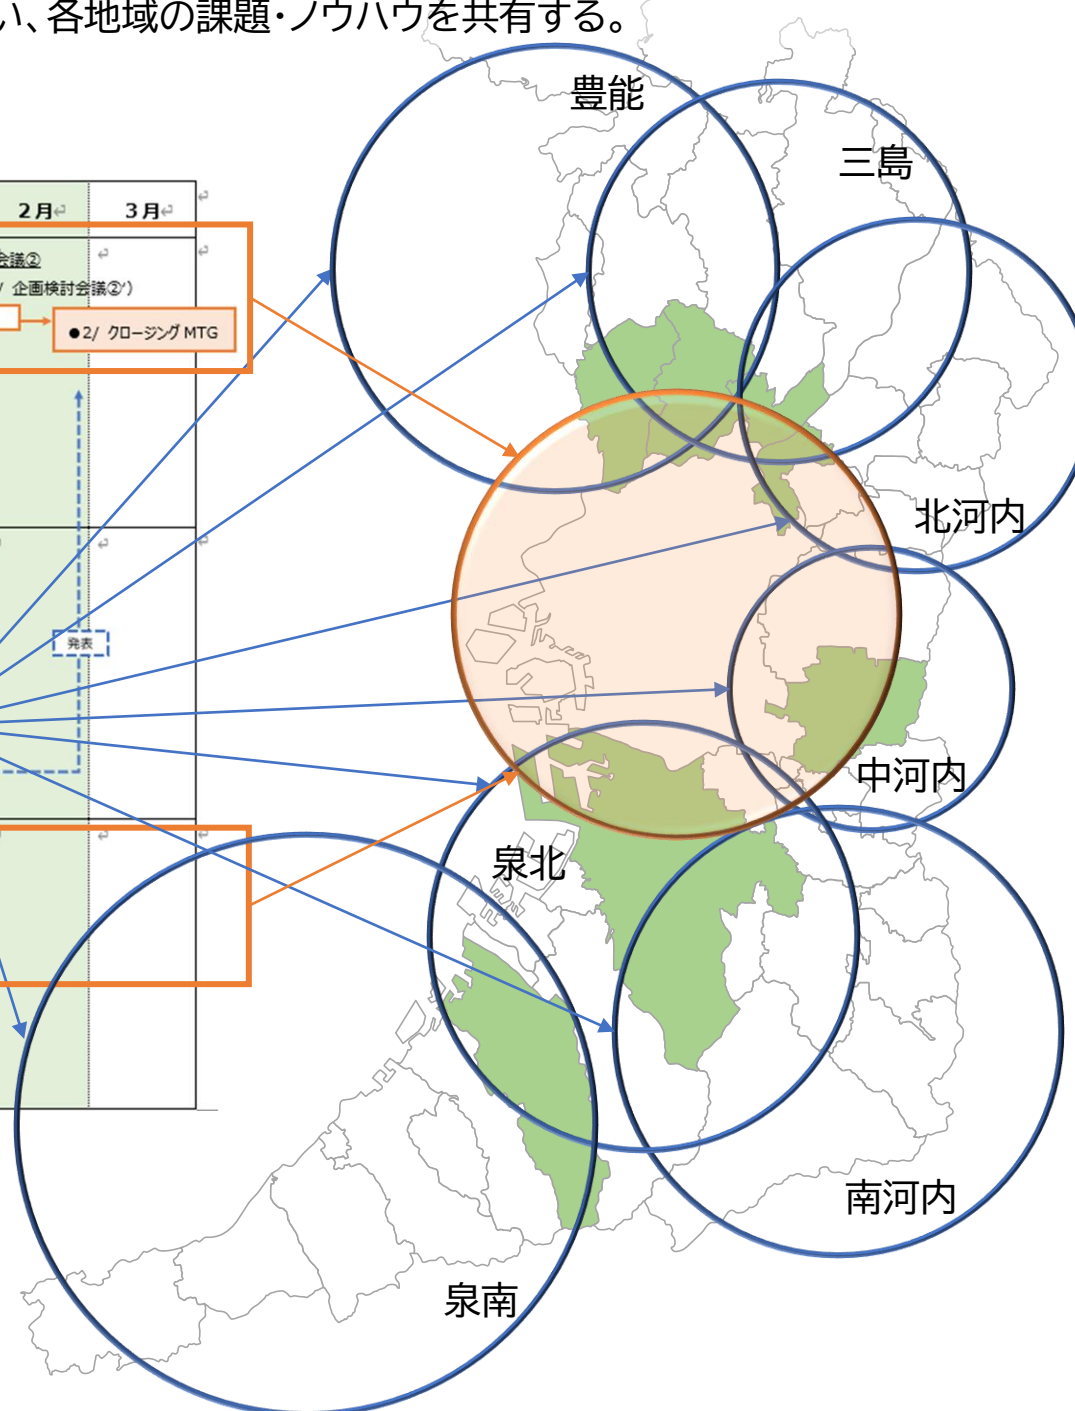 い、各地域の課題・ノウハウを共有する。
豊能
三島
2月 3月
会議②
/ 企画検討会議②’）
●2/ クロージング MTG
北河内
発表
中河内
泉北
南河内
泉南